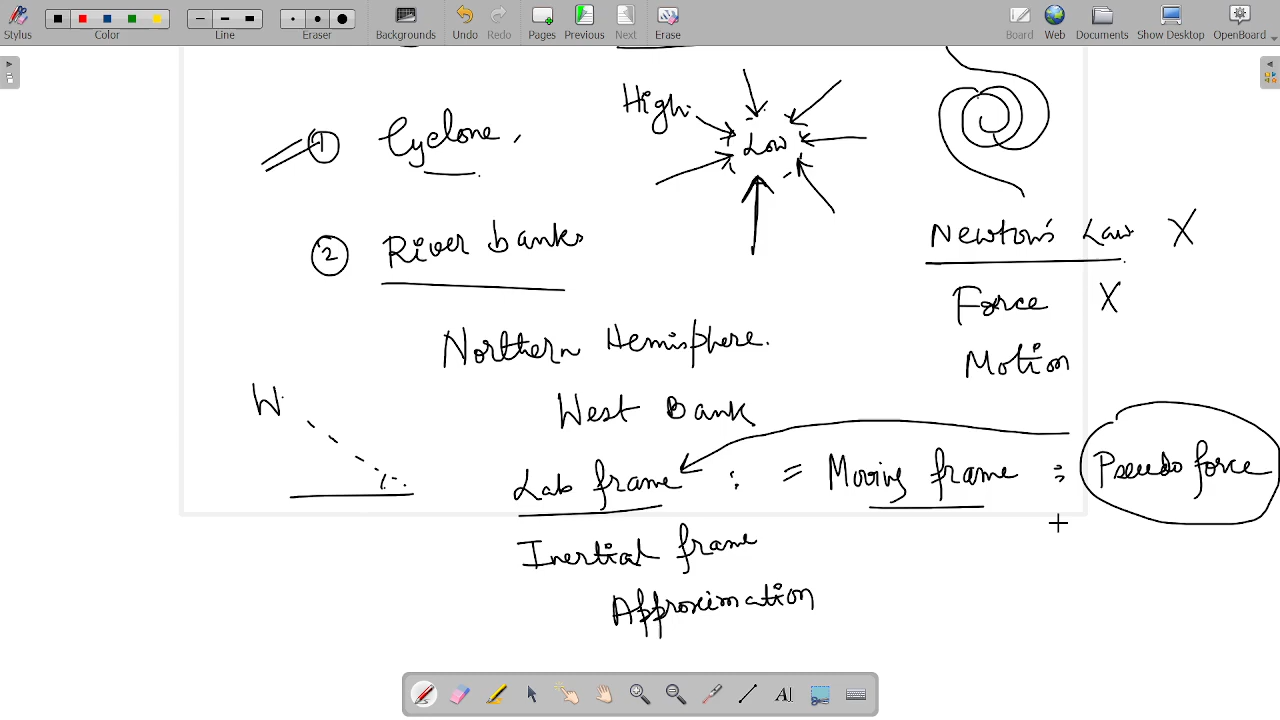 Stylus Color Line Eraser Backgrounds Undo Redo Pages Previous Next Erase Board Web Documents Show Desktop OpenBoard
① Cyclone,
High
Low
② River banks
Newton's Law X
Force X
Motion
Northern Hemisphere.
W
West Bank
Lab frame : = Moving frame : Pseudo force
Inertial frame
Approximation